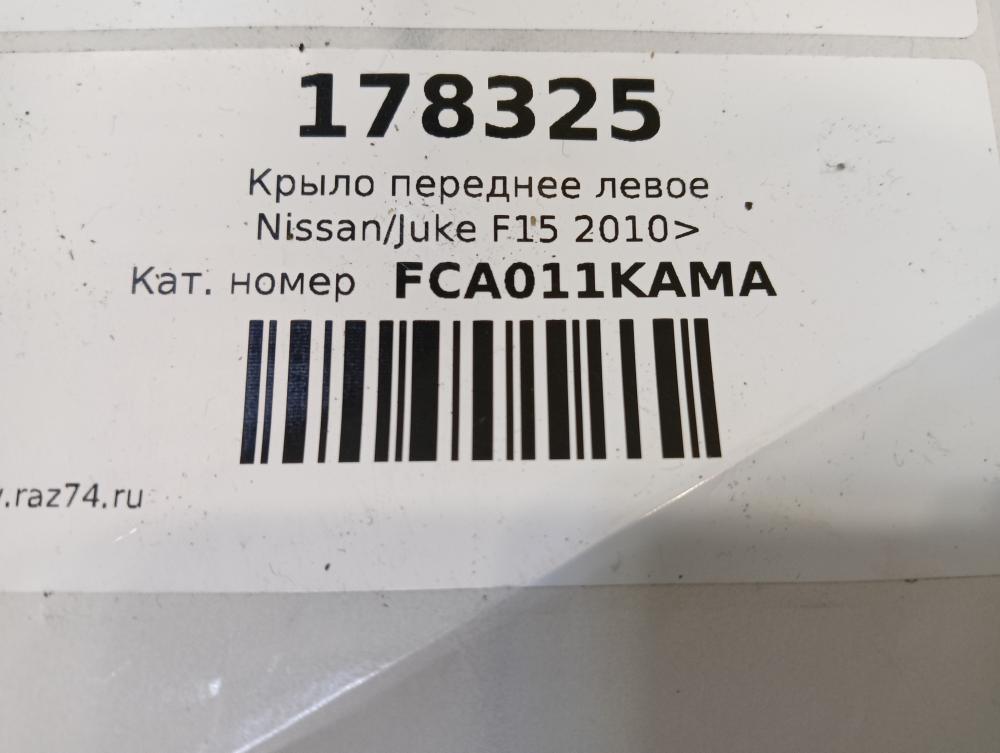 178325
Крыло переднее левое
Nissan/Juke F15 2010>
Кат. номер FCA011KAMA
.raz74.ru